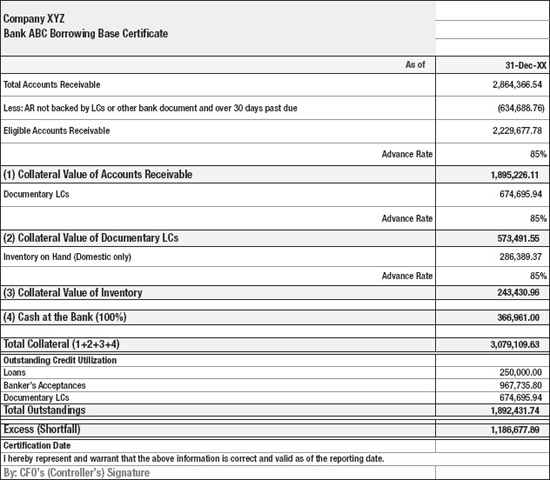 Company XYZ
Bank ABC Borrowing Base Certificate
As of 31-Dec-XX
Total Accounts Receivable 2,864,366.54
Less: AR not backed by LCs or other bank document and over 30 days past due (634,688.76)
Eligible Accounts Receivable 2,229,677.78
Advance Rate 85%
(1) Collateral Value of Accounts Receivable 1,895,226.11
Documentary LCs 674,695.94
Advance Rate 85%
(2) Collateral Value of Documentary LCs 573,491.55
Inventory on Hand (Domestic only) 286,389.37
Advance Rate 85%
(3) Collateral Value of Inventory 243,430.96
(4) Cash at the Bank (100%) 366,961.00
Total Collateral (1+2+3+4) 3,079,109.63
Outstanding Credit Utilization
Loans 250,000.00
Banker's Acceptances 967,735.80
Documentary LCs 674,695.94
Total Outstandings 1,892,431.74
Excess (Shortfall) 1,186,677.89
Certification Date
I hereby represent and warrant that the above information is correct and valid as of the reporting date.
By: CFO's (Controller's) Signature